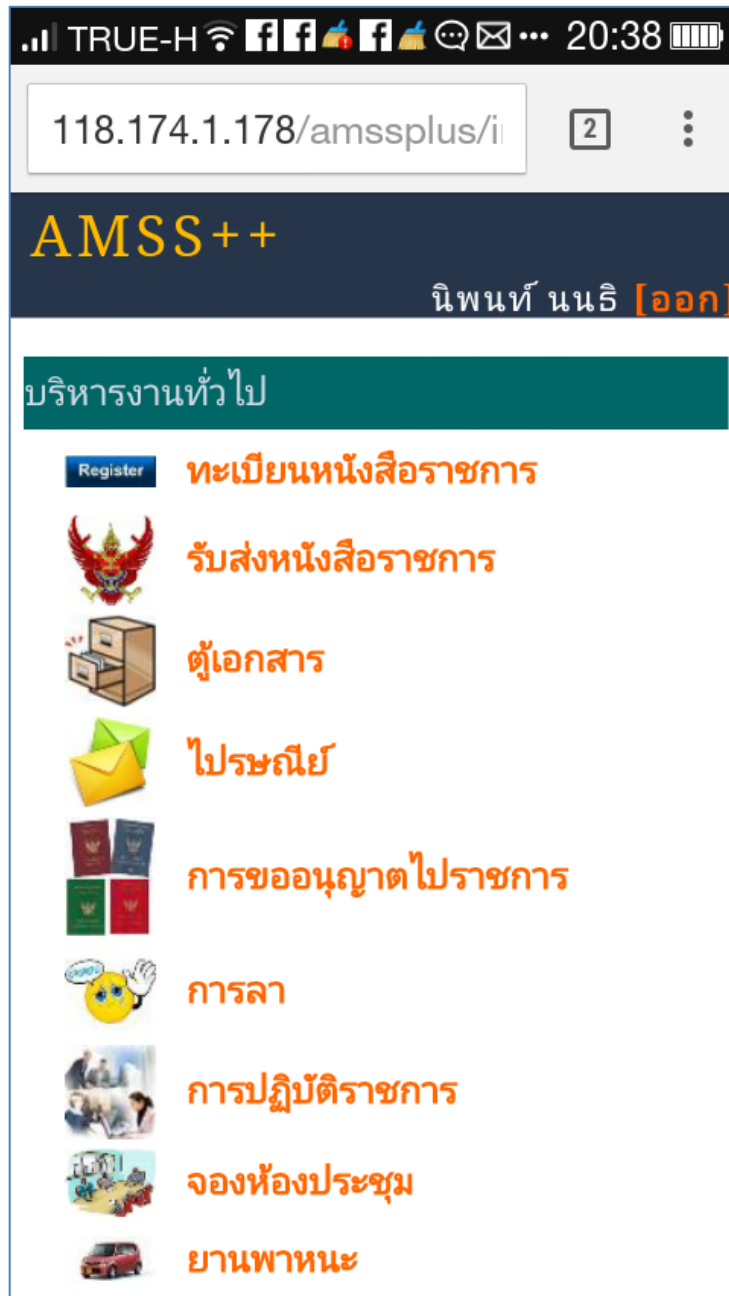 TRUE-H 20:38
118.174.1.178/amssplus/i
2
AMSS++
นิพนท์ นนธิ [ออก]
บริหารงานทั่วไป
Register ทะเบียนหนังสือราชการ
รับส่งหนังสือราชการ
ตู้เอกสาร
ไปรษณีย์
การขออนุญาตไปราชการ
การลา
การปฏิบัติราชการ
จองห้องประชุม
ยานพาหนะ